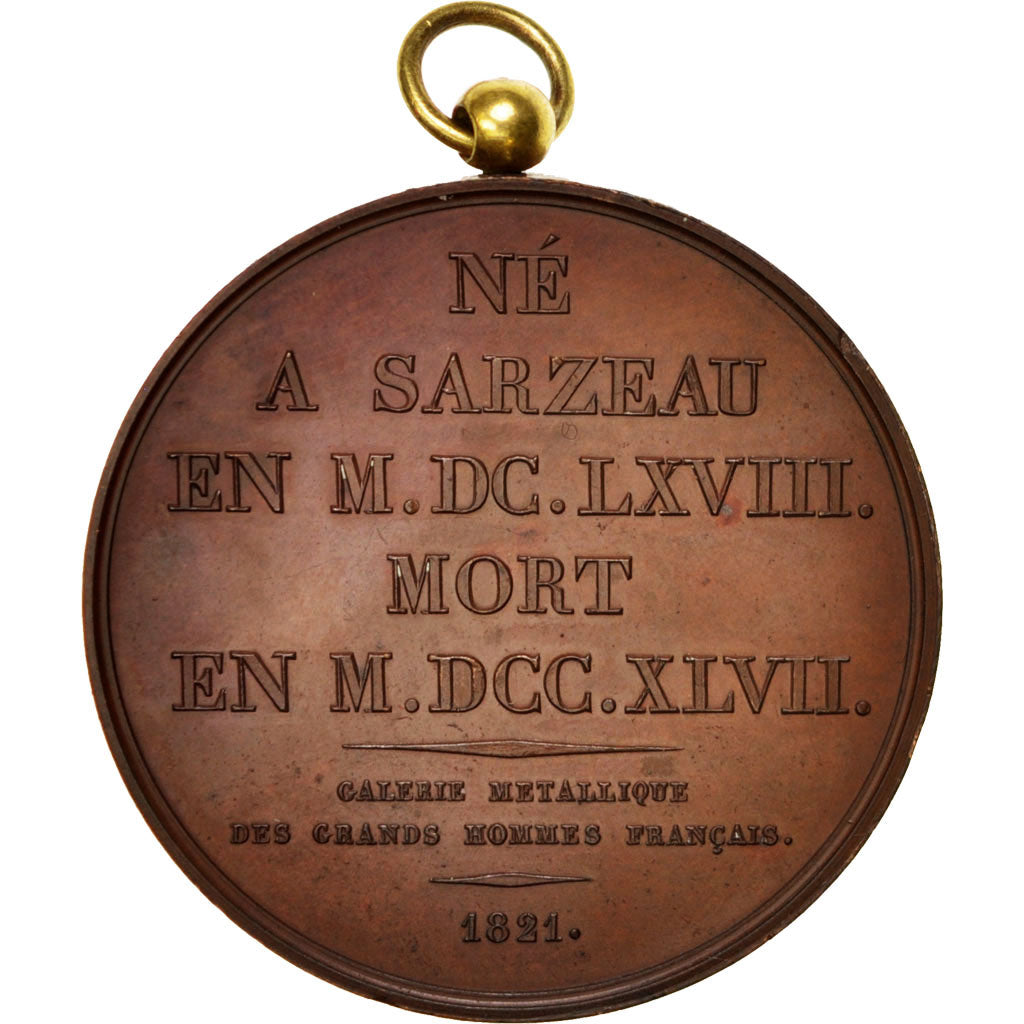 NÉ
A SARZEAU
EN M.DC.LXVIII.
MORT
EN M.DCC.XLVII.
GALERIE METALLIQUE
DES GRANDS HOMMES FRANÇAIS.
1821.